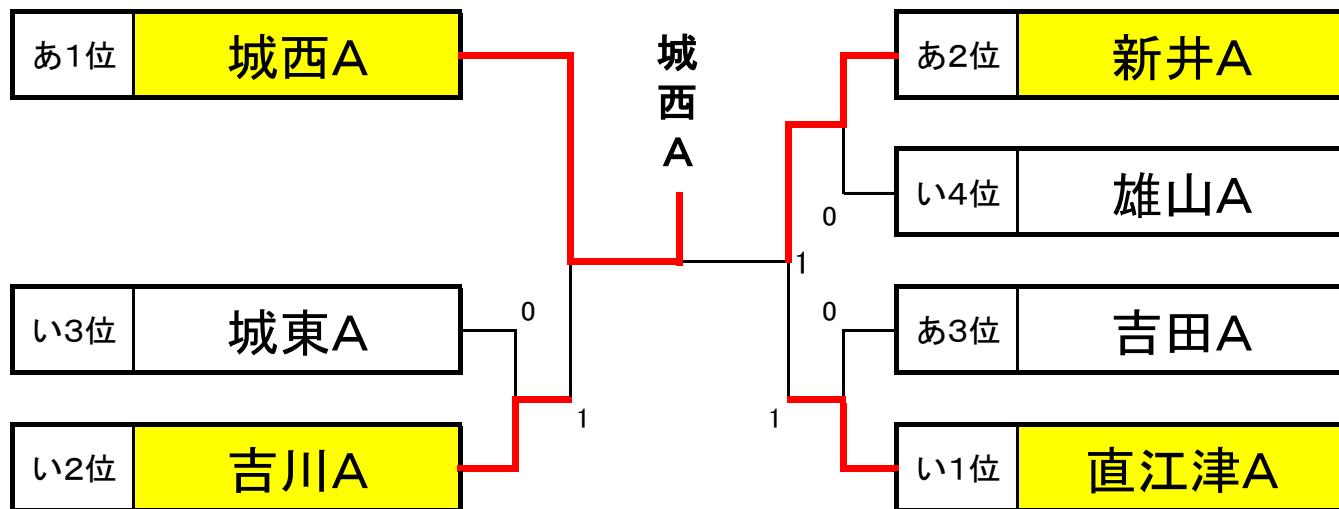 あ1位 城西A
城西A
あ2位 新井A
い4位 雄山A
0
1
い3位 城東A
0
0
あ3位 吉田A
い2位 吉川A
1
1
い1位 直江津A